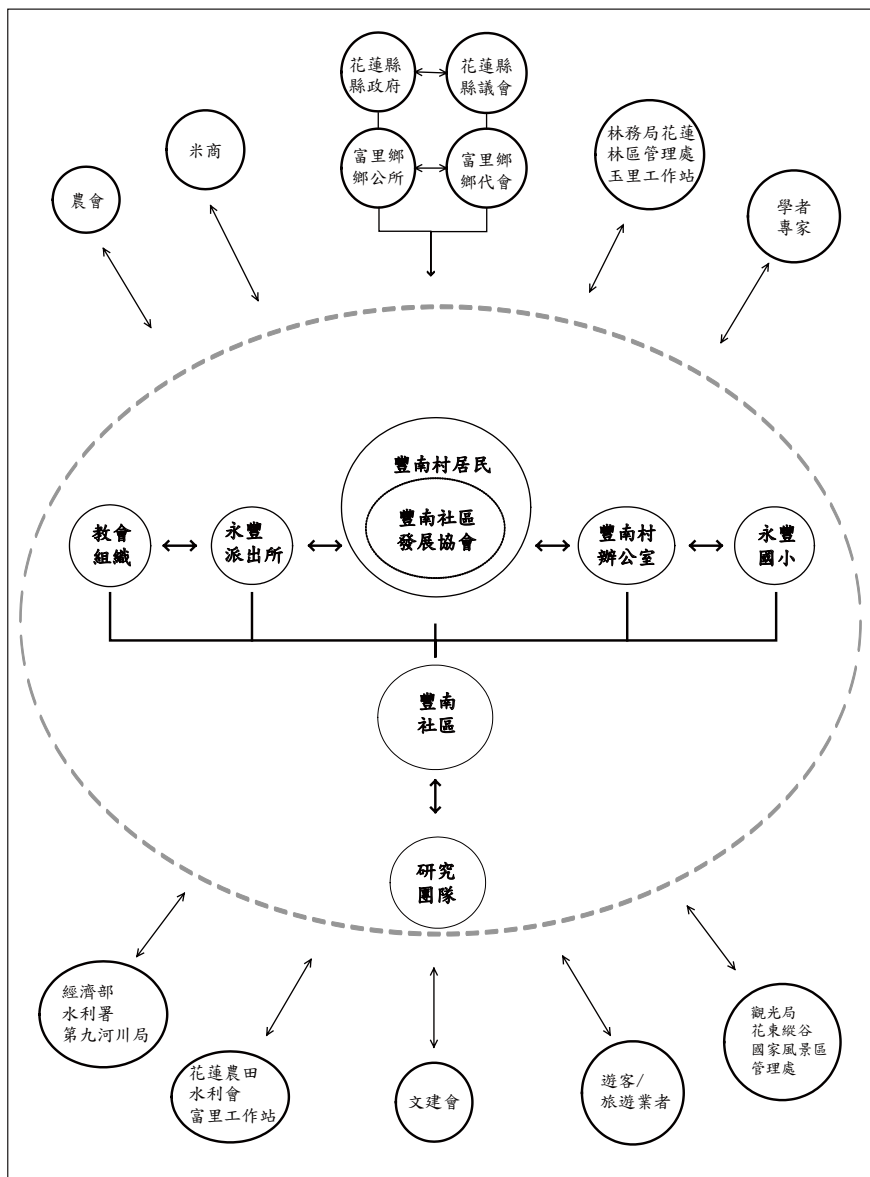 花蓮縣
縣政府
花蓮縣
縣議會
富里鄉
鄉公所
富里鄉
鄉代會
林務局花蓮
林區管理處
玉里工作站
米商
農會
學者
專家
豐南村居民
豐南社區
發展協會
教會
組織
永豐
派出所
豐南村
辦公室
永豐
國小
豐南
社區
研究
團隊
經濟部
水利署
第九河川局
花蓮農田
水利會
富里工作站
文建會
遊客/
旅遊業者
觀光局
花東縱谷
國家風景區
管理處